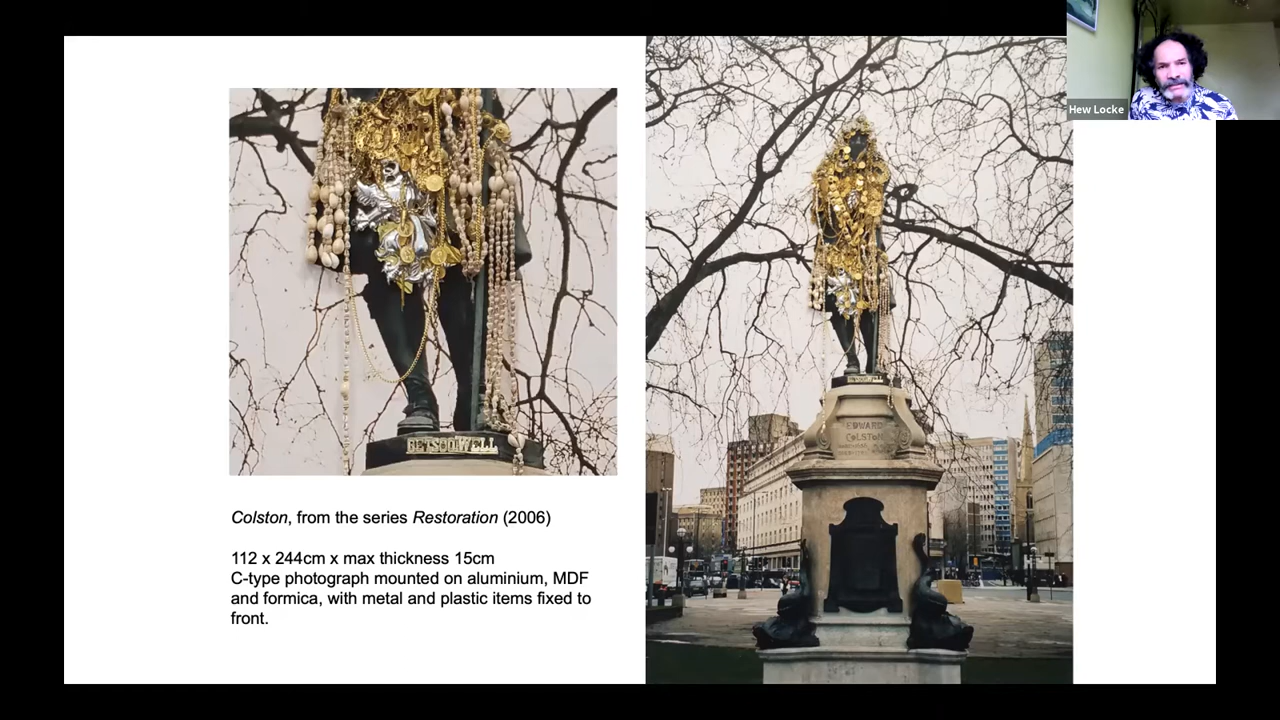 Hew Locke
EDWARD
COLSTON
Colston, from the series Restoration (2006)
112 x 244cm x max thickness 15cm
C-type photograph mounted on aluminium, MDF
and formica, with metal and plastic items fixed to
front.